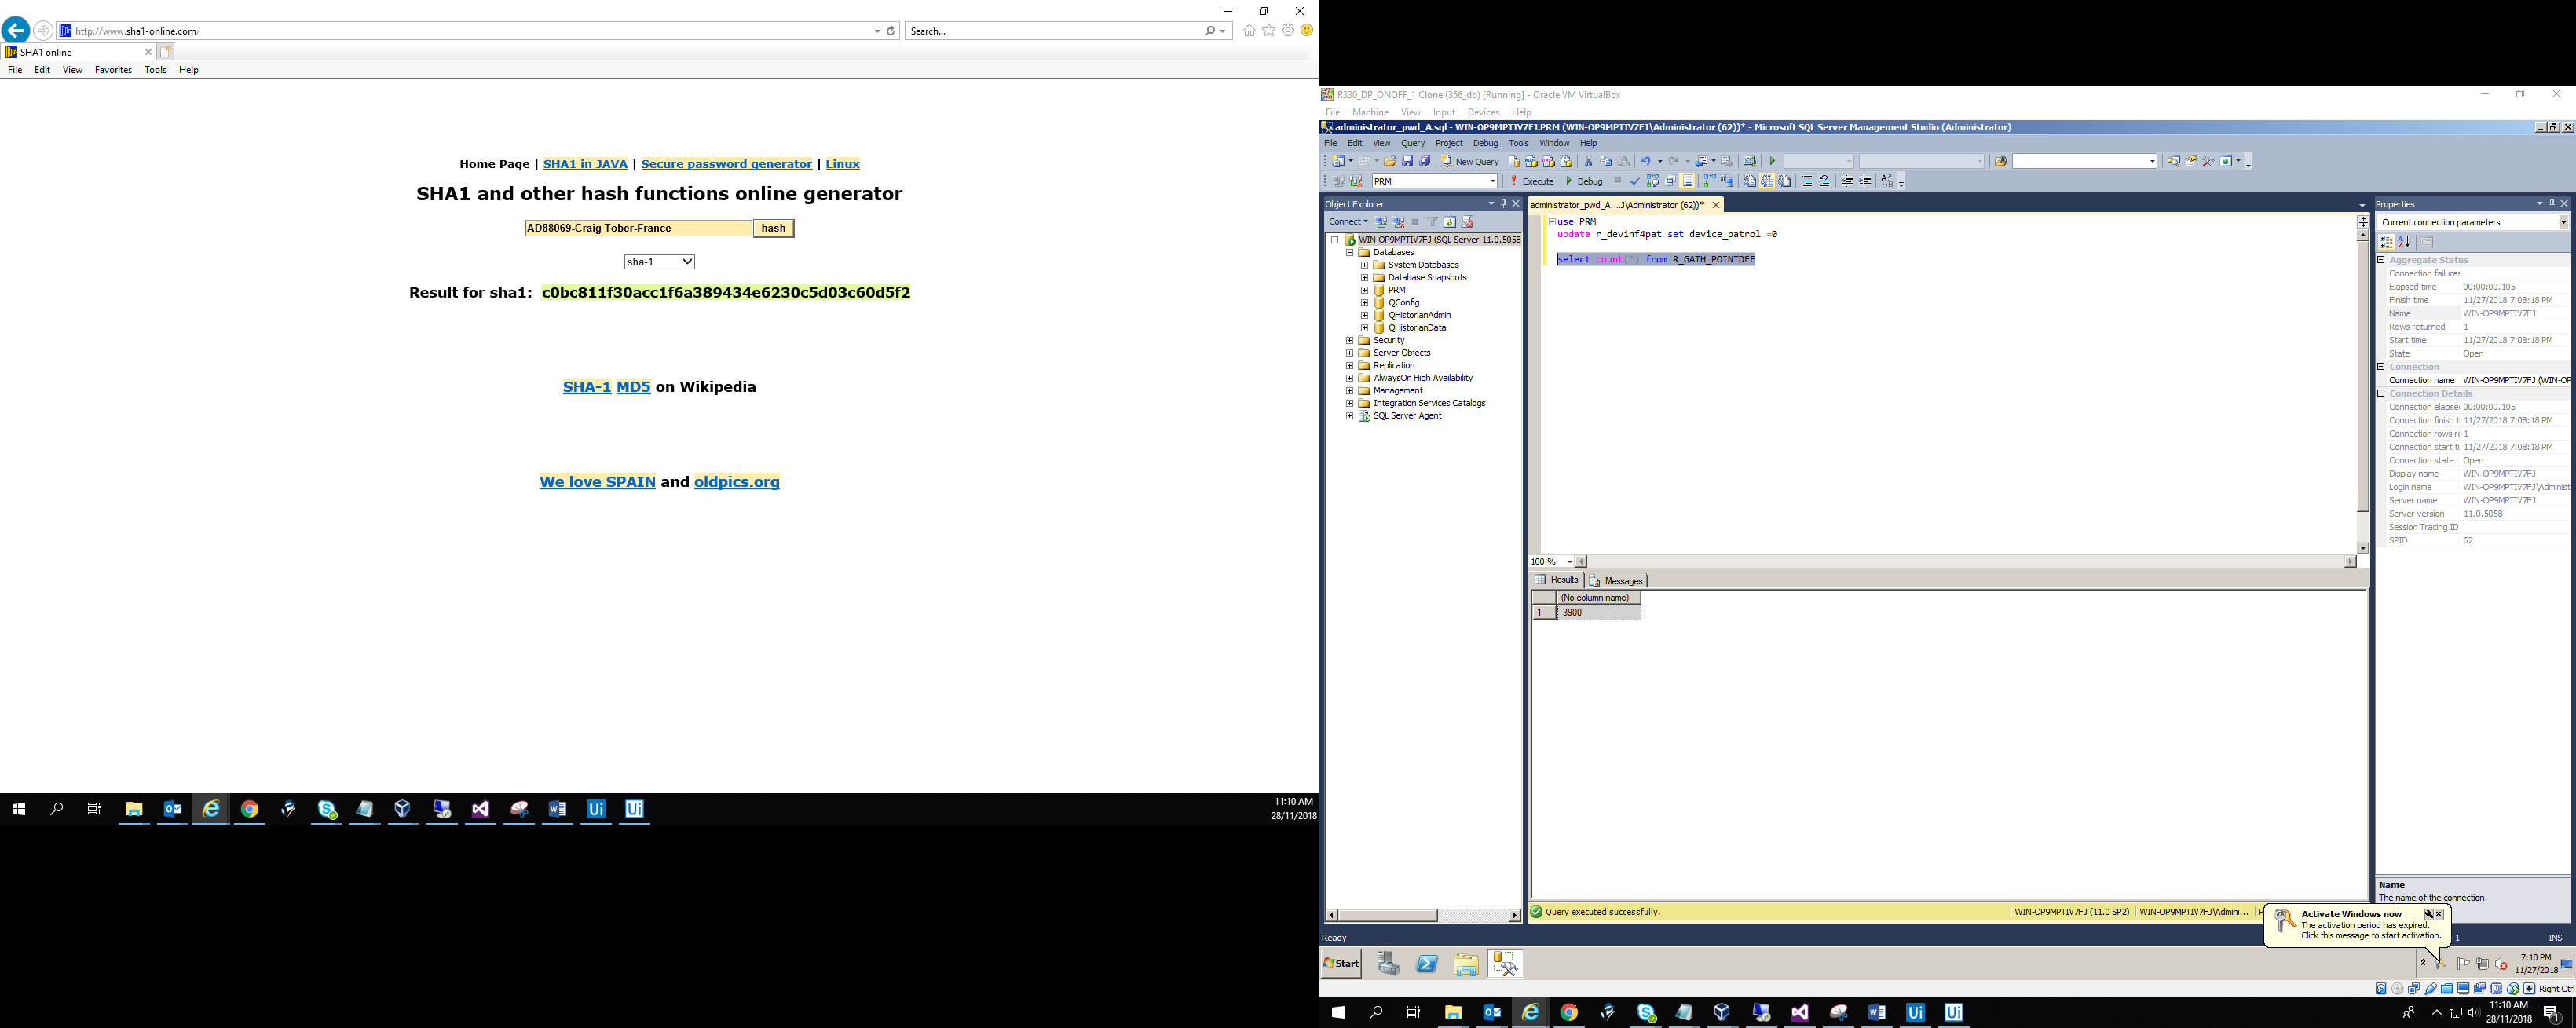 http://www.sha1-online.com/
Search...
SHA1 online
File Edit View Favorites Tools Help
Home Page | SHA1 in JAVA | Secure password generator | Linux
SHA1 and other hash functions online generator
AD88069-Craig Tober-France hash
sha-1
Result for sha1: c0bc811f30acc1f6a389434e6230c5d03c60d5f2
SHA-1 MD5 on Wikipedia
We love SPAIN and oldpics.org
11:10 AM
28/11/2018
R330_DP_ONOFF_1 Clone (356_db) [Running] - Oracle VM VirtualBox
File Machine View Input Devices Help
administrator_pwd_A.sql - WIN-OP9MPTIV7FJ.PRM (WIN-OP9MPTIV7FJ\Administrator (62))* - Microsoft SQL Server Management Studio (Administrator)
File Edit View Query Project Debug Tools Window Help
New Query
PRM Execute Debug
Object Explorer
Connect
WIN-OP9MPTIV7FJ (SQL Server 11.0.5058
Databases
System Databases
Database Snapshots
PRM
QConfig
QHistorianAdmin
QHistorianData
Security
Server Objects
Replication
AlwaysOn High Availability
Management
Integration Services Catalogs
SQL Server Agent
administrator_pwd_A....J\Administrator (62))*
use PRM
update r_devinf4pat set device_patrol =0
select count(*) from R_GATH_POINTDEF
100 %
Results Messages
(No column name)
1 3900
Query executed successfully.
WIN-OP9MPTIV7FJ (11.0 SP2) WIN-OP9MPTIV7FJ\Admini... P
Properties
Current connection parameters
Aggregate Status
Connection failures
Elapsed time 00:00:00.105
Finish time 11/27/2018 7:08:18 PM
Name WIN-OP9MPTIV7FJ
Rows returned 1
Start time 11/27/2018 7:08:18 PM
State Open
Connection
Connection name WIN-OP9MPTIV7FJ (WIN-OP
Connection Details
Connection elapse 00:00:00.105
Connection finish t 11/27/2018 7:08:18 PM
Connection rows re 1
Connection start ti 11/27/2018 7:08:18 PM
Connection state Open
Display name WIN-OP9MPTIV7FJ
Login name WIN-OP9MPTIV7FJ\Administ
Server name WIN-OP9MPTIV7FJ
Server version 11.0.5058
Session Tracing ID
SPID 62
Name
The name of the connection.
Activate Windows now
The activation period has expired.
Click this message to start activation.
Ready 1 INS
Start
7:10 PM
11/27/2018
Right Ctrl
11:10 AM
28/11/2018